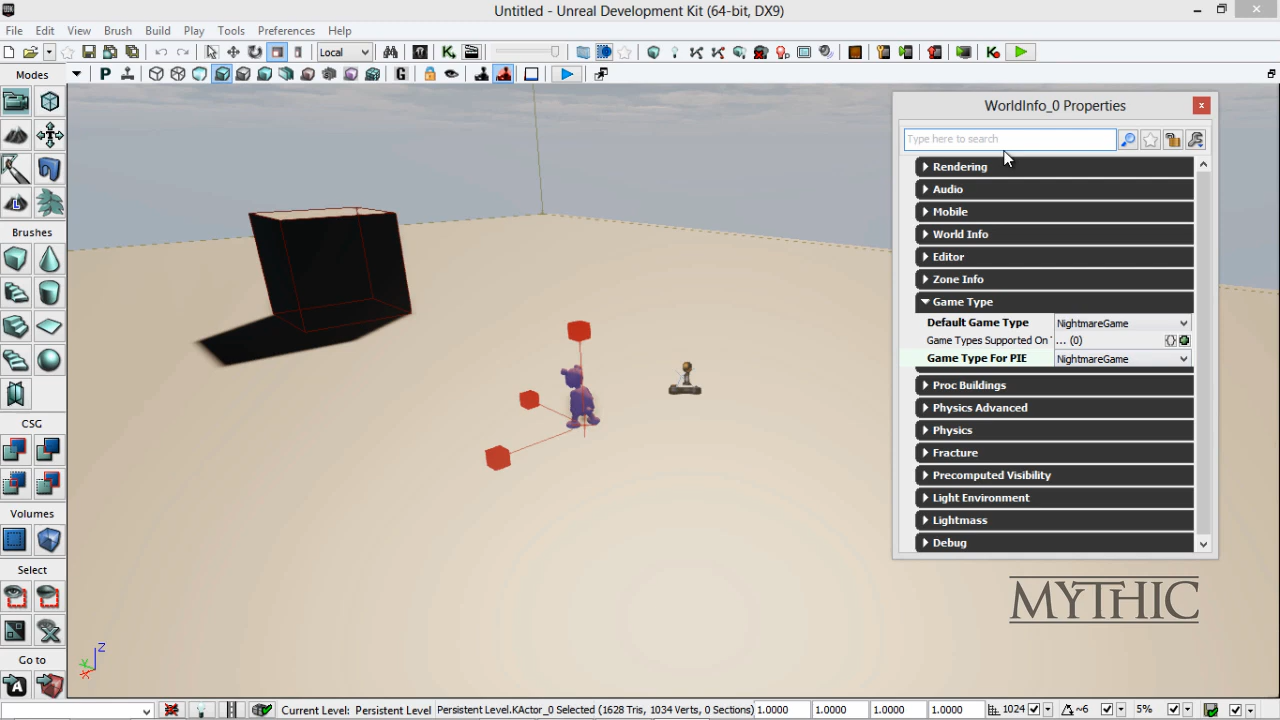 Untitled - Unreal Development Kit (64-bit, DX9)
File Edit View Brush Build Play Tools Preferences Help
Local
Modes
P
G
WorldInfo_0 Properties
Type here to search
Rendering
Audio
Mobile
World Info
Editor
Zone Info
Game Type
Default Game Type NightmareGame
Game Types Supported On ... (0)
Game Type For PIE NightmareGame
Proc Buildings
Physics Advanced
Physics
Fracture
Precomputed Visibility
Light Environment
Lightmass
Debug
Brushes
CSG
Volumes
Select
Go to
MYTHIC
Z
Y
X
Current Level: Persistent Level Persistent Level.KActor_0 Selected (1628 Tris, 1034 Verts, 0 Sections) 1.0000 1.0000 1.0000 1.0000 1024 ~6 5%